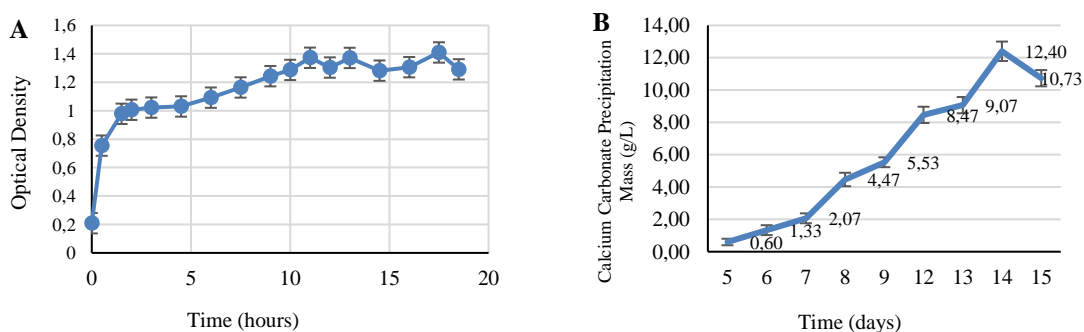 A
Optical Density
1,6
1,4
1,2
1
0,8
0,6
0,4
0,2
0
0 5 10 15 20
Time (hours)
B
Calcium Carbonate Precipitation
Mass (g/L)
14,00
12,00
10,00
8,00
6,00
4,00
2,00
0,00
0,60
1,33
2,07
4,47
5,53
8,47
9,07
12,40
10,73
5 6 7 8 9 12 13 14 15
Time (days)